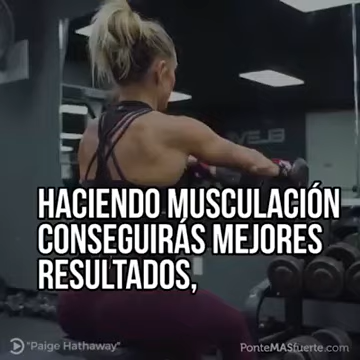 HACIENDO MUSCULACIÓN
CONSEGUIRÁS MEJORES
RESULTADOS,
"Paige Hathaway"
PonteMASfuerte.com